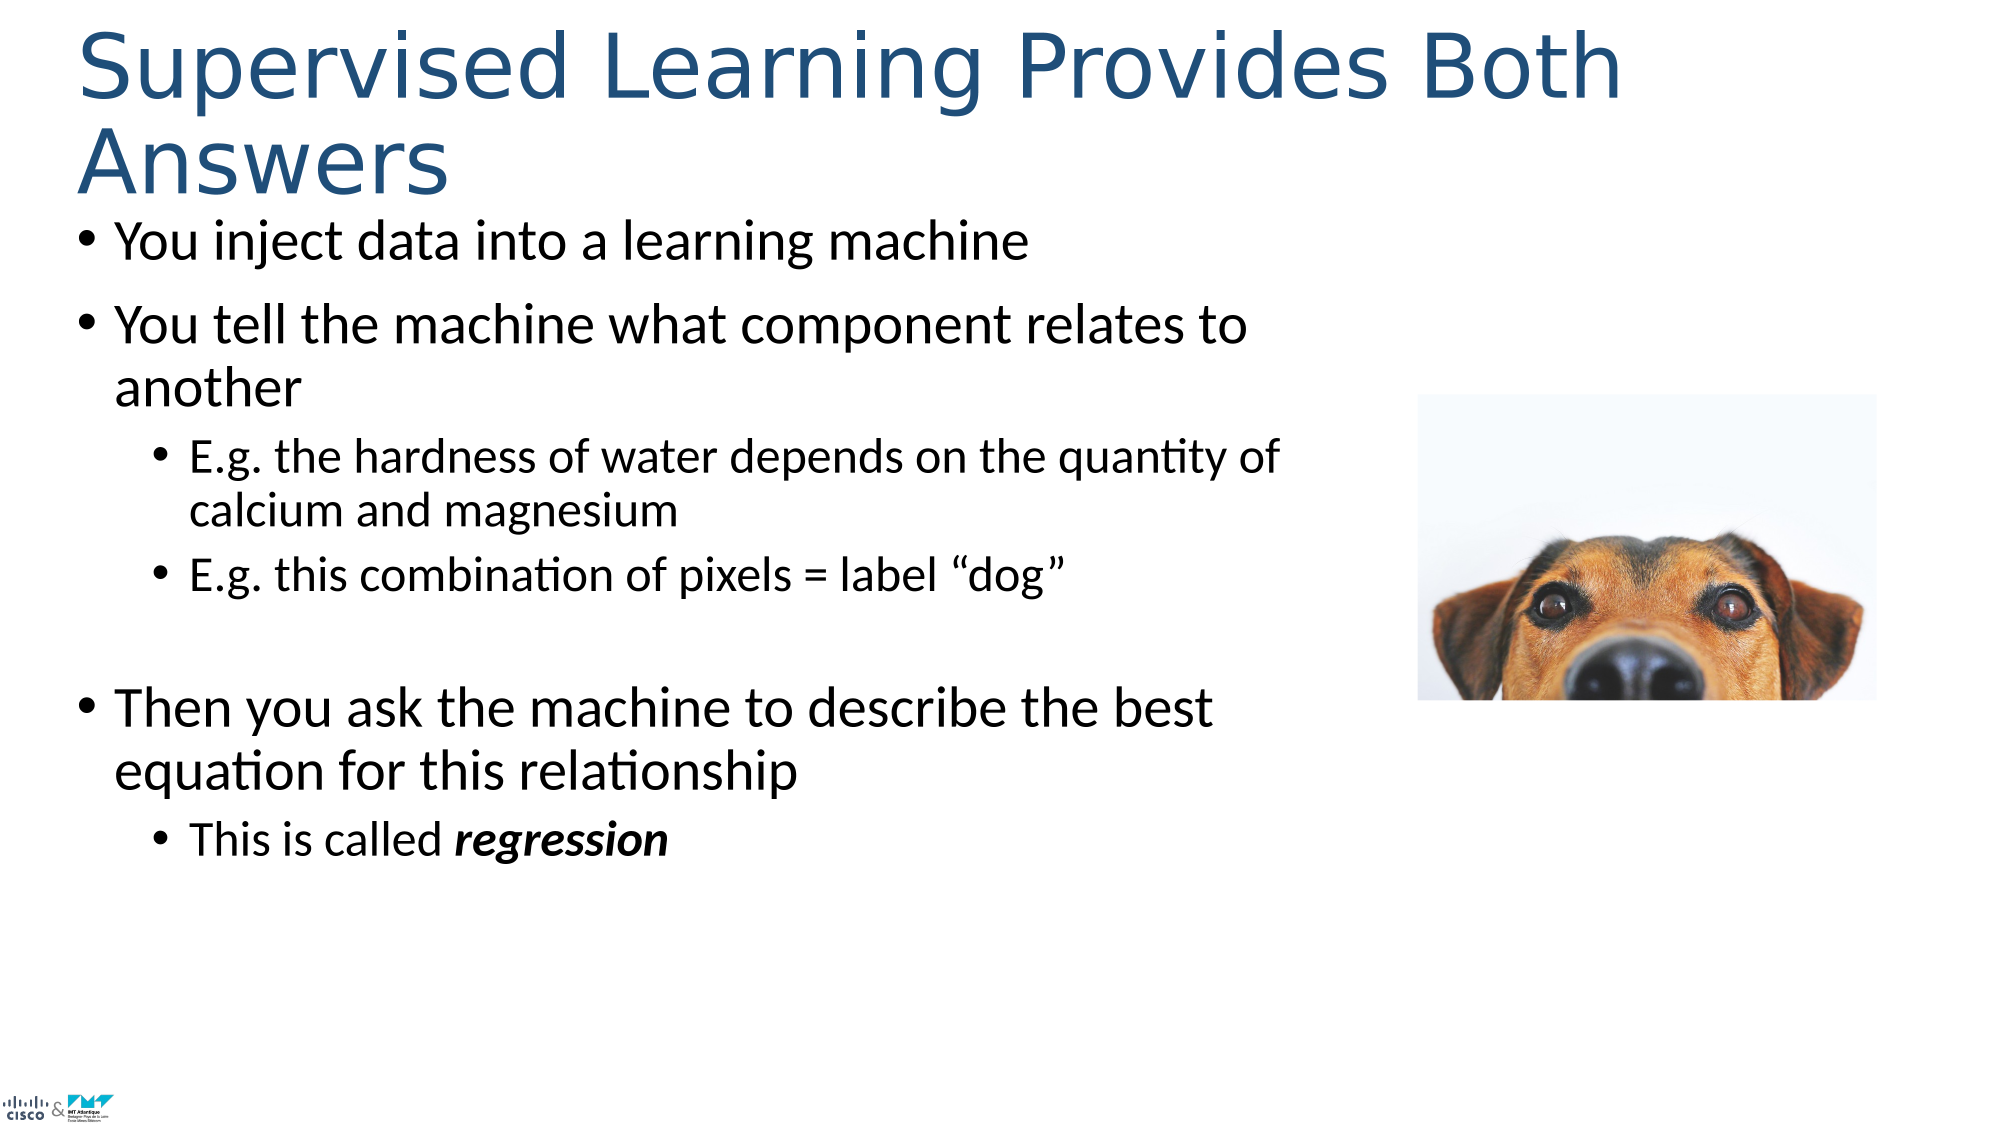 Supervised Learning Provides Both
Answers
• You inject data into a learning machine
• You tell the machine what component relates to
another
• E.g. the hardness of water depends on the quantity of
calcium and magnesium
• E.g. this combination of pixels = label “dog”
• Then you ask the machine to describe the best
equation for this relationship
• This is called regression
CISCO & IMT Atlantique